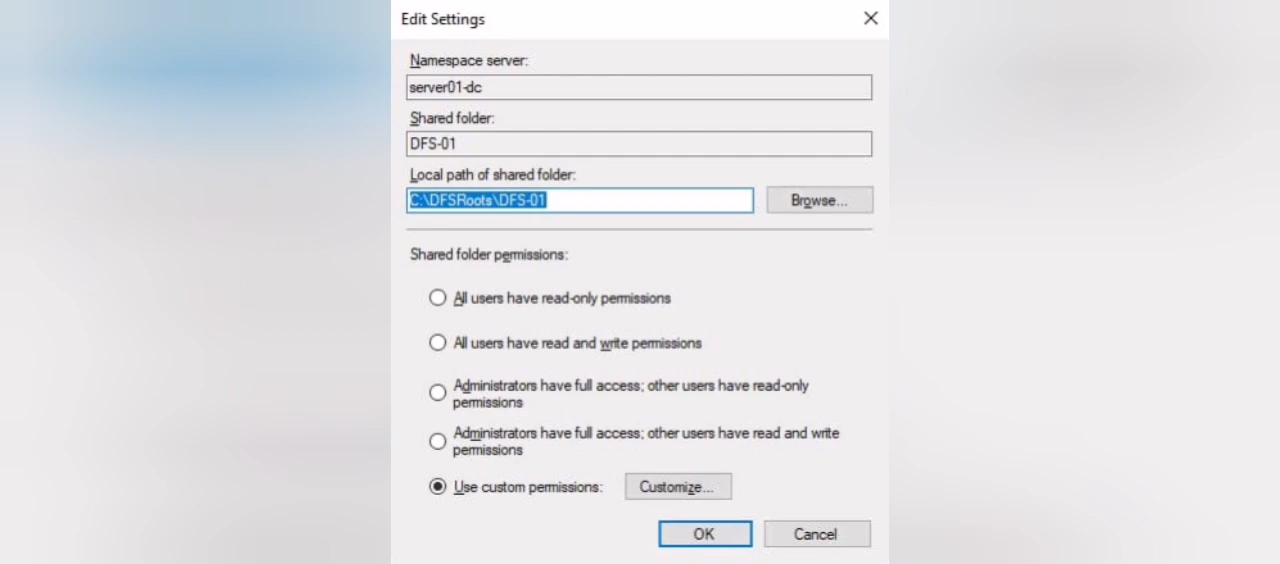 Edit Settings
Namespace server:
server01-dc
Shared folder:
DFS-01
Local path of shared folder:
C:\DFSRoots\DFS-01
Browse...
Shared folder permissions:
All users have read-only permissions
All users have read and write permissions
Administrators have full access; other users have read-only
permissions
Administrators have full access; other users have read and write
permissions
Use custom permissions:
Customize...
OK
Cancel